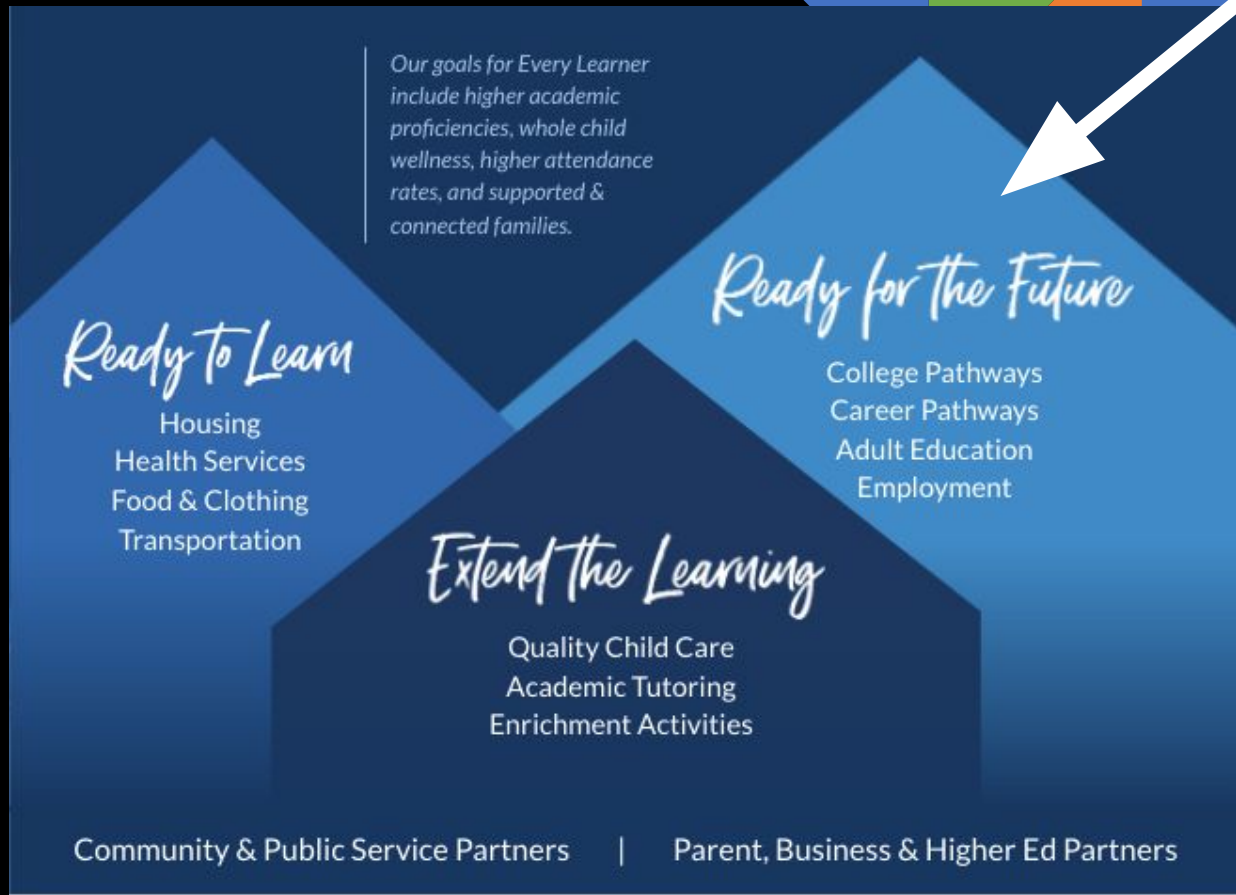 Our goals for Every Learner
include higher academic
proficiencies, whole child
wellness, higher attendance
rates, and supported &
connected families.
Ready to Learn
Housing
Health Services
Food & Clothing
Transportation
Ready for the Future
College Pathways
Career Pathways
Adult Education
Employment
Extend the Learning
Quality Child Care
Academic Tutoring
Enrichment Activities
Community & Public Service Partners | Parent, Business & Higher Ed Partners